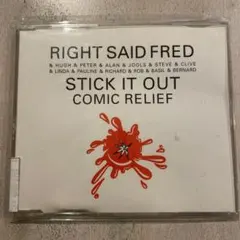 RIGHT SAID FRED
& HUGH & PETER & ALAN & JOOLS & STEVE & CLIVE
& LINDA & PAULINE & RICHARD & ROB & BASIL & BERNARD
STICK IT OUT
COMIC RELIEF